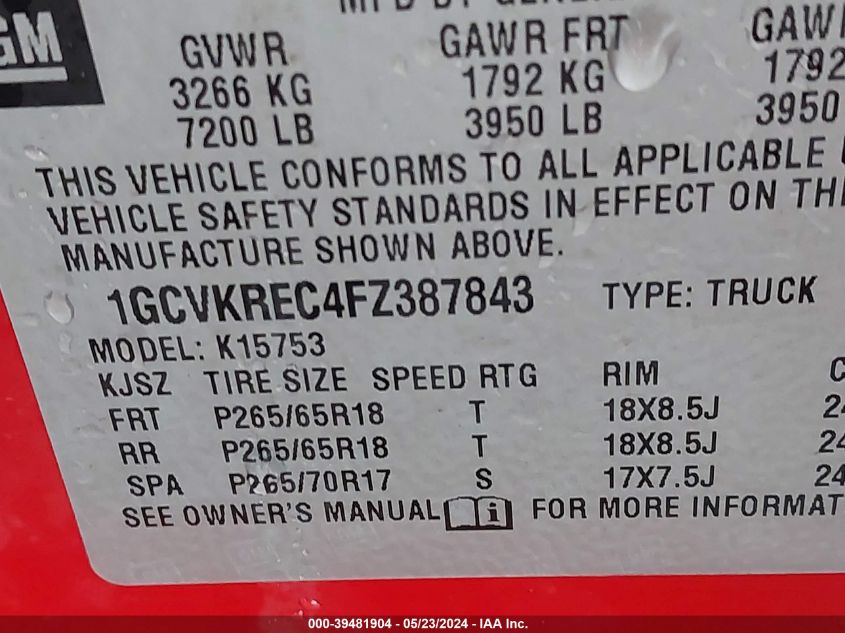 GM
GVWR GAWR FRT
3266 KG 1792 KG 1792
7200 LB 3950 LB 3950
THIS VEHICLE CONFORMS TO ALL APPLICABLE
VEHICLE SAFETY STANDARDS IN EFFECT ON
MANUFACTURE SHOWN ABOVE.
1GCVKREC4FZ387843 TYPE: TRUCK
MODEL: K15753
KJSZ TIRE SIZE SPEED RTG RIM
FRT P265/65R18 T 18X8.5J
RR P265/65R18 T 18X8.5J
SPA P265/70R17 S 17X7.5J
SEE OWNER'S MANUAL FOR MORE INFORMAT
000-39481904 - 05/23/2024 - IAA Inc.